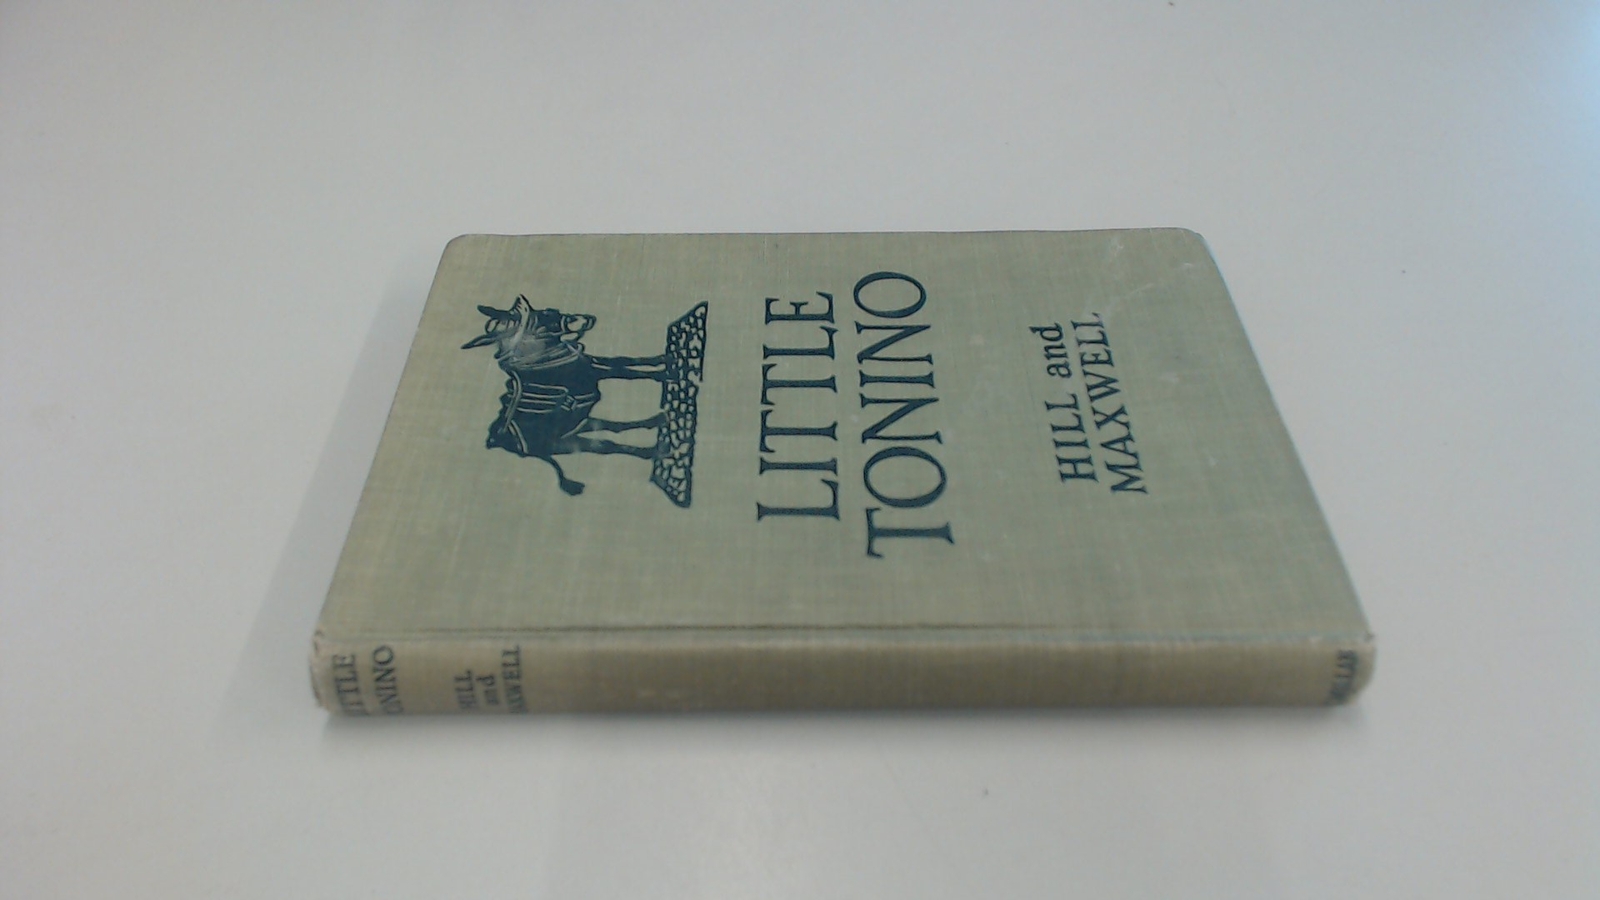 LITTLE
TONINO
HILL and
MAXWELL
LITTLE
TONINO
HILL
and
MAXWELL